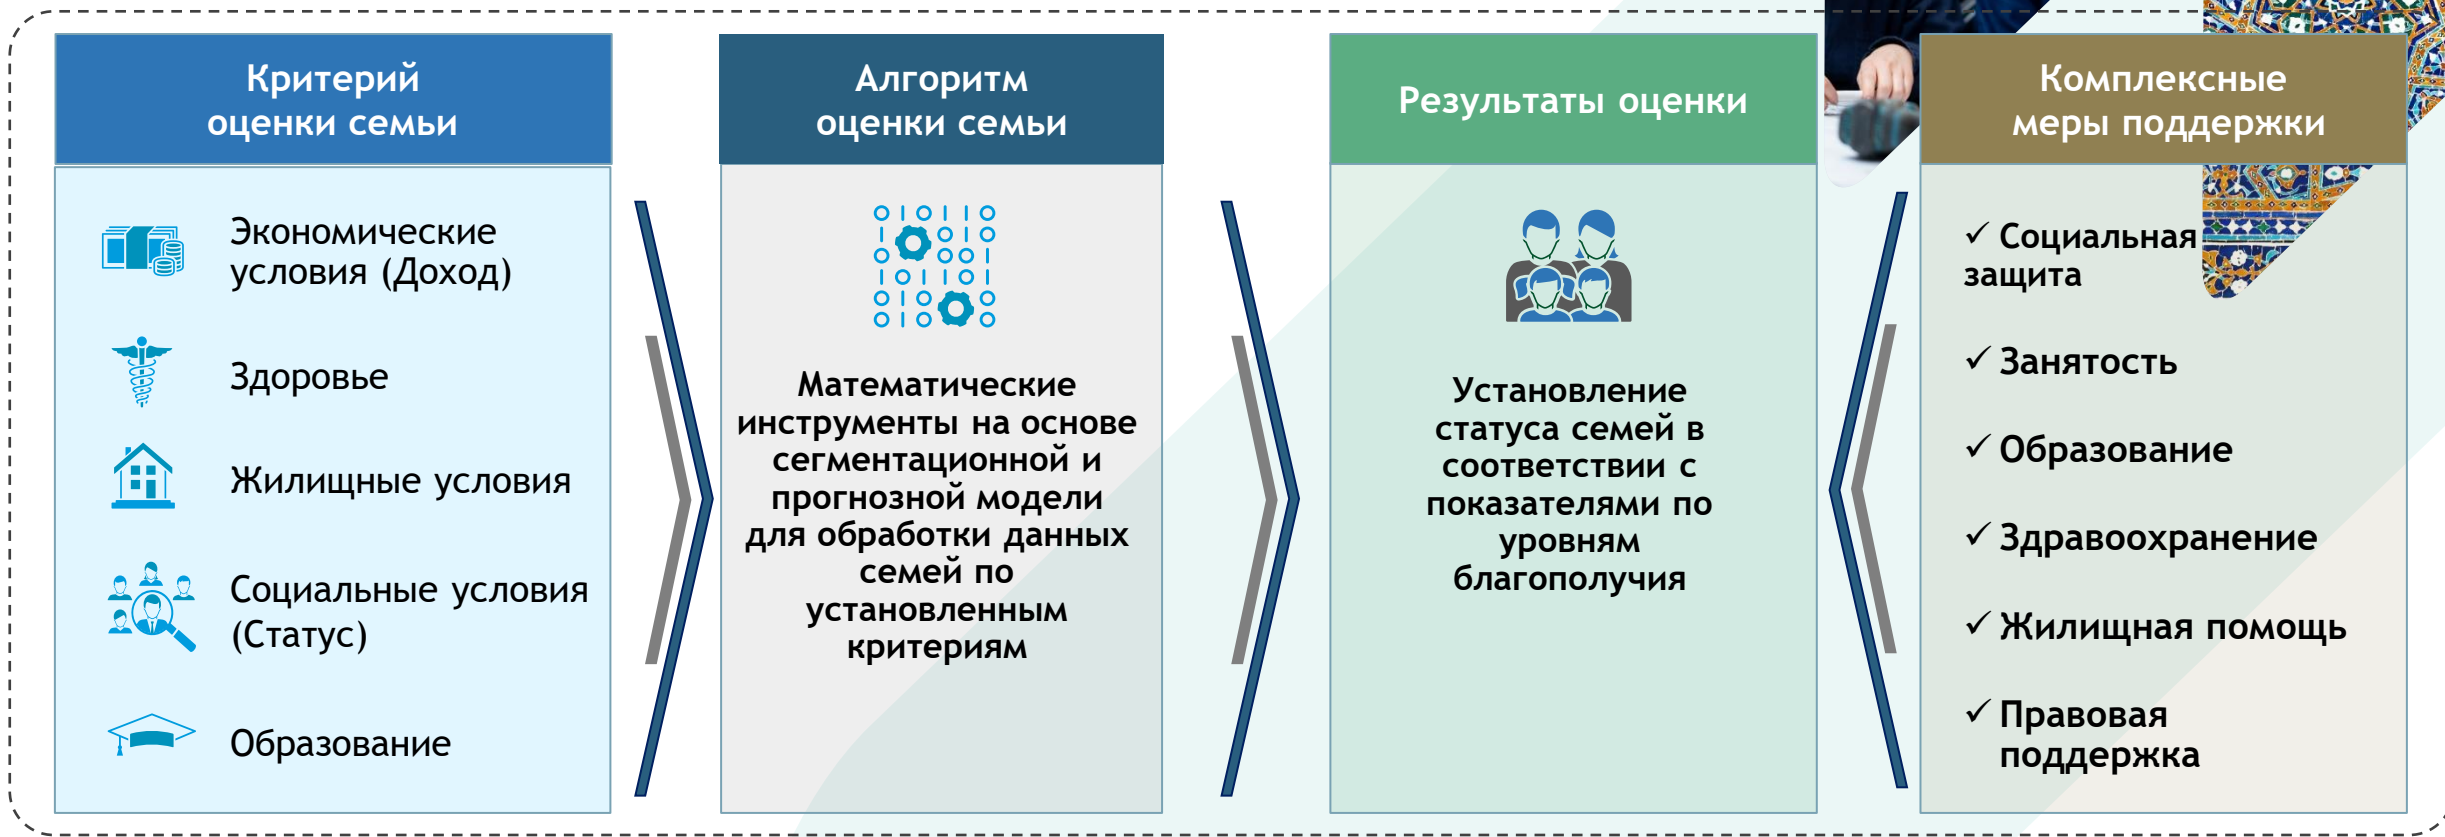 Критерий
оценки семьи
Экономические
условия (Доход)
Здоровье
Жилищные условия
Социальные условия
(Статус)
Образование
Алгоритм
оценки семьи
Математические
инструменты на основе
сегментационной и
прогнозной модели
для обработки данных
семей по
установленным
критериям
Результаты оценки
Установление
статуса семей в
соответствии с
показателями по
уровням
благополучия
Комплексные
меры поддержки
✓ Социальная
защита
✓ Занятость
✓ Образование
✓ Здравоохранение
✓ Жилищная помощь
✓ Правовая
поддержка